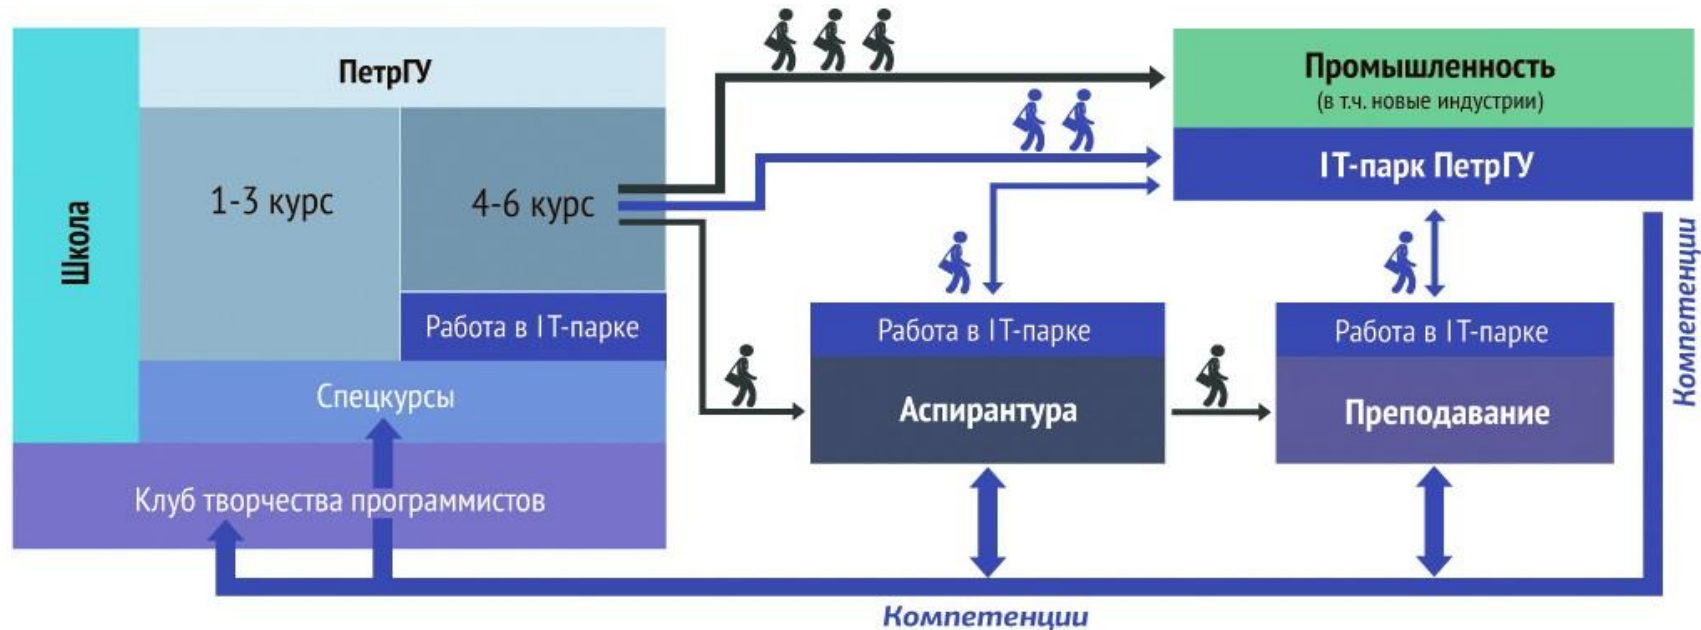 ПетрГУ
Школа
1-3 курс
4-6 курс
Работа в IT-парке
Спецкурсы
Клуб творчества программистов
Промышленность
(в т.ч. новые индустрии)
IT-парк ПетрГУ
Работа в IT-парке
Аспирантура
Работа в IT-парке
Преподавание
Компетенции
Компетенции